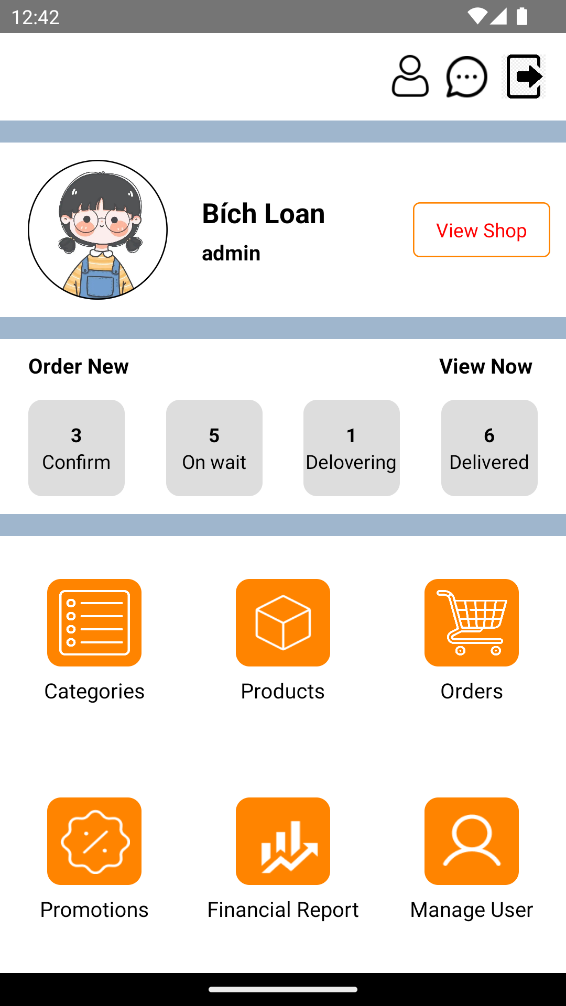 12:42
Bích Loan
admin
View Shop
Order New
View Now
3
Confirm
5
On wait
1
Delovering
6
Delivered
Categories
Products
Orders
Promotions
Financial Report
Manage User